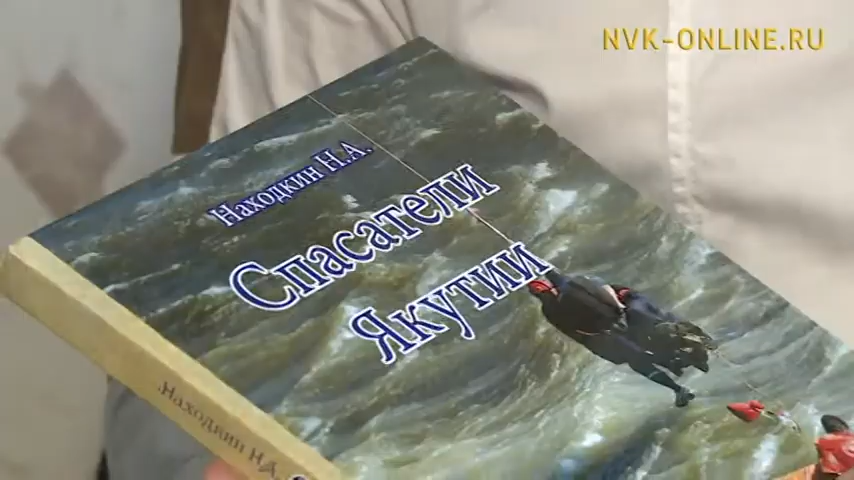 NVK-ONLINE.RU
Находкин Н.А.
Спасатели
Якутии
Находкин Н.А.